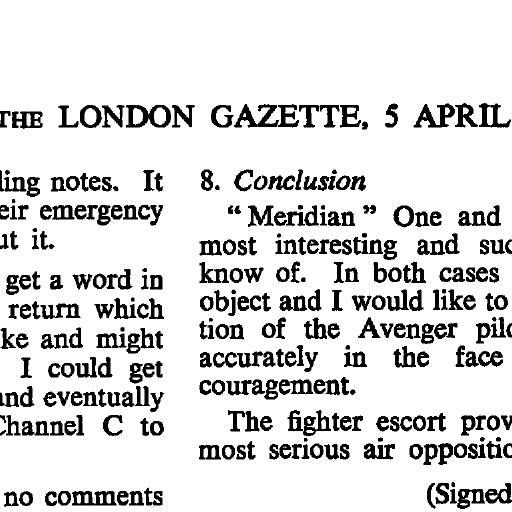 THE LONDON GAZETTE, 5 APRIL
ling notes. It
eir emergency
ut it.
get a word in
return which
ke and might
I could get
and eventually
Channel C to
no comments
8. Conclusion
“ Meridian ” One and
most interesting and suc
know of. In both cases
object and I would like to
tion of the Avenger pilo
accurately in the face
couragement.
The fighter escort prov
most serious air oppositio
(Signed